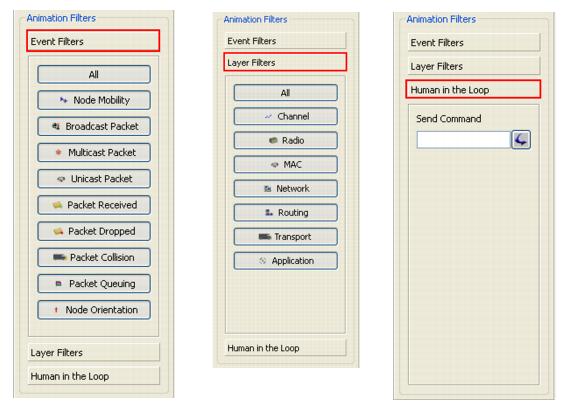 Animation Filters
Event Filters
All
Node Mobility
Broadcast Packet
Multicast Packet
Unicast Packet
Packet Received
Packet Dropped
Packet Collision
Packet Queuing
Node Orientation
Layer Filters
Human in the Loop
Animation Filters
Event Filters
Layer Filters
All
Channel
Radio
MAC
Network
Routing
Transport
Application
Human in the Loop
Animation Filters
Event Filters
Layer Filters
Human in the Loop
Send Command